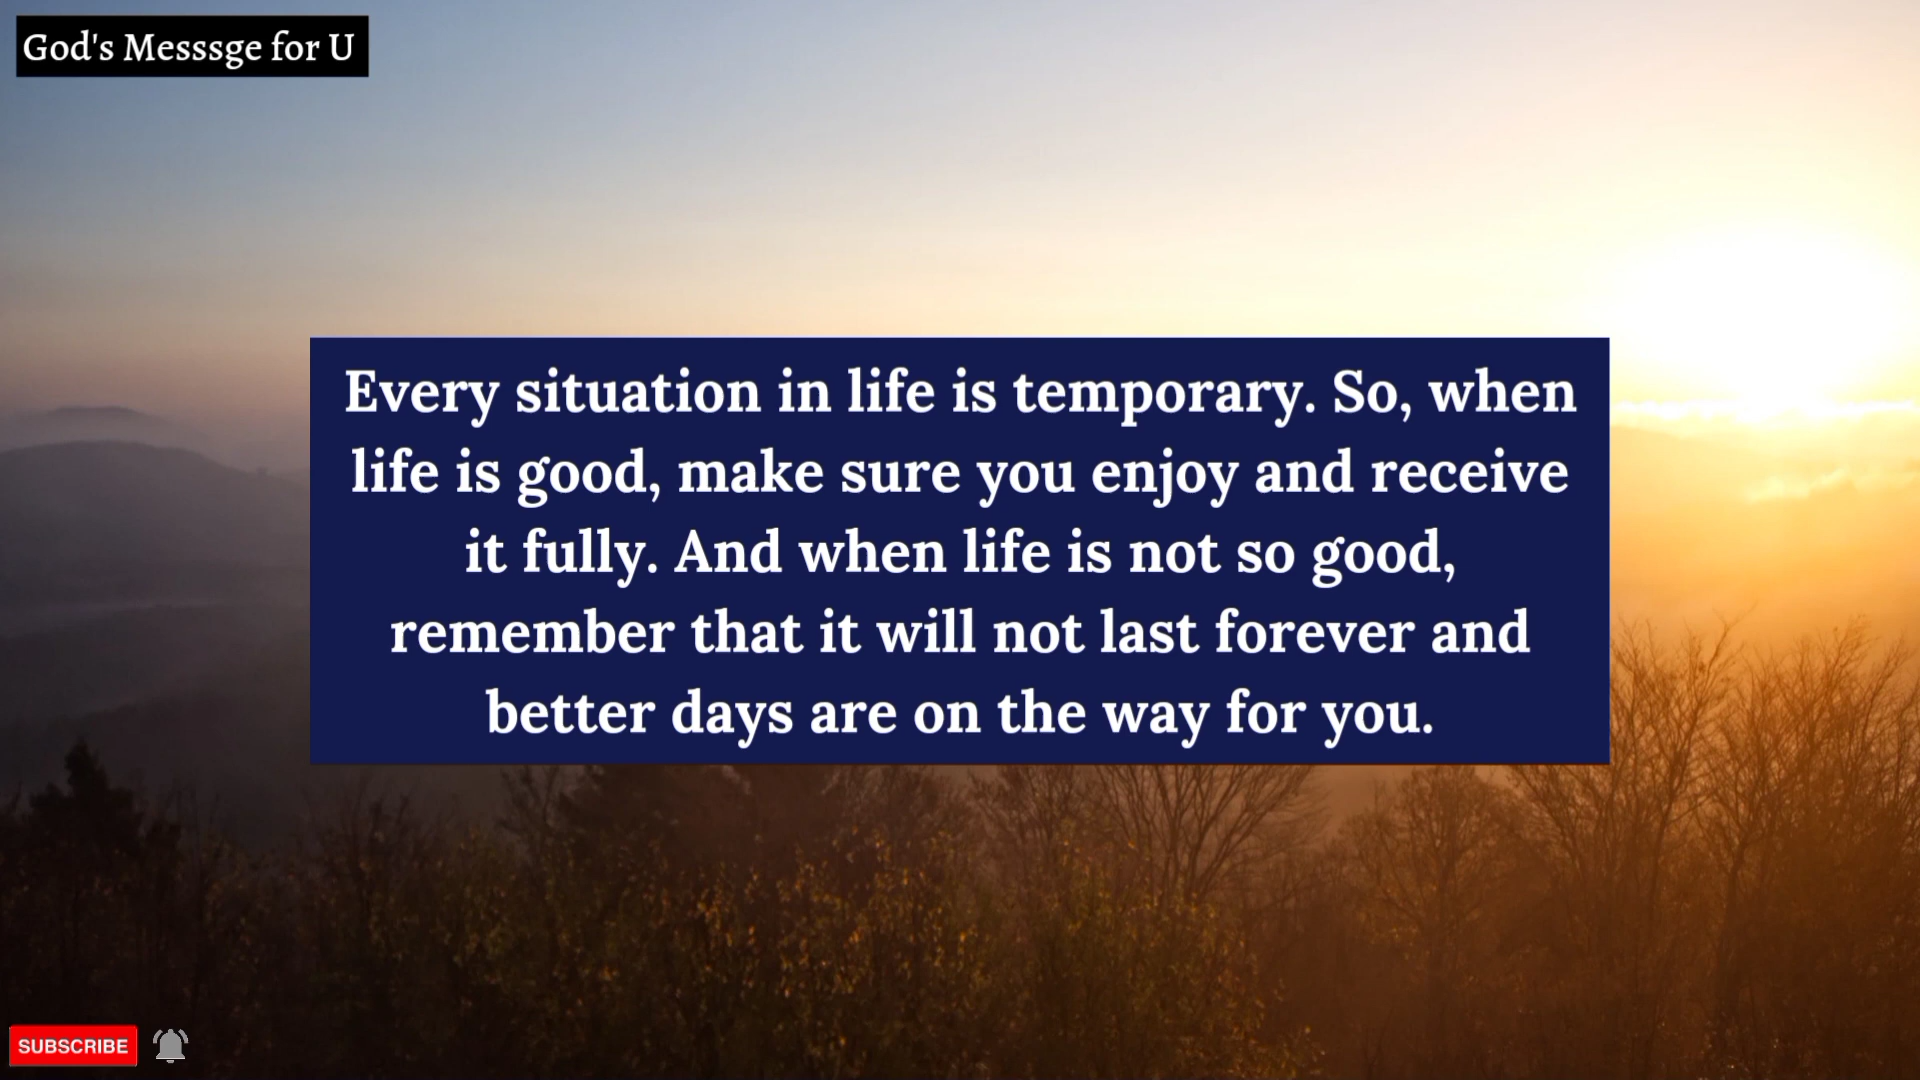 God's Messsge for U
Every situation in life is temporary. So, when
life is good, make sure you enjoy and receive
it fully. And when life is not so good,
remember that it will not last forever and
better days are on the way for you.
SUBSCRIBE